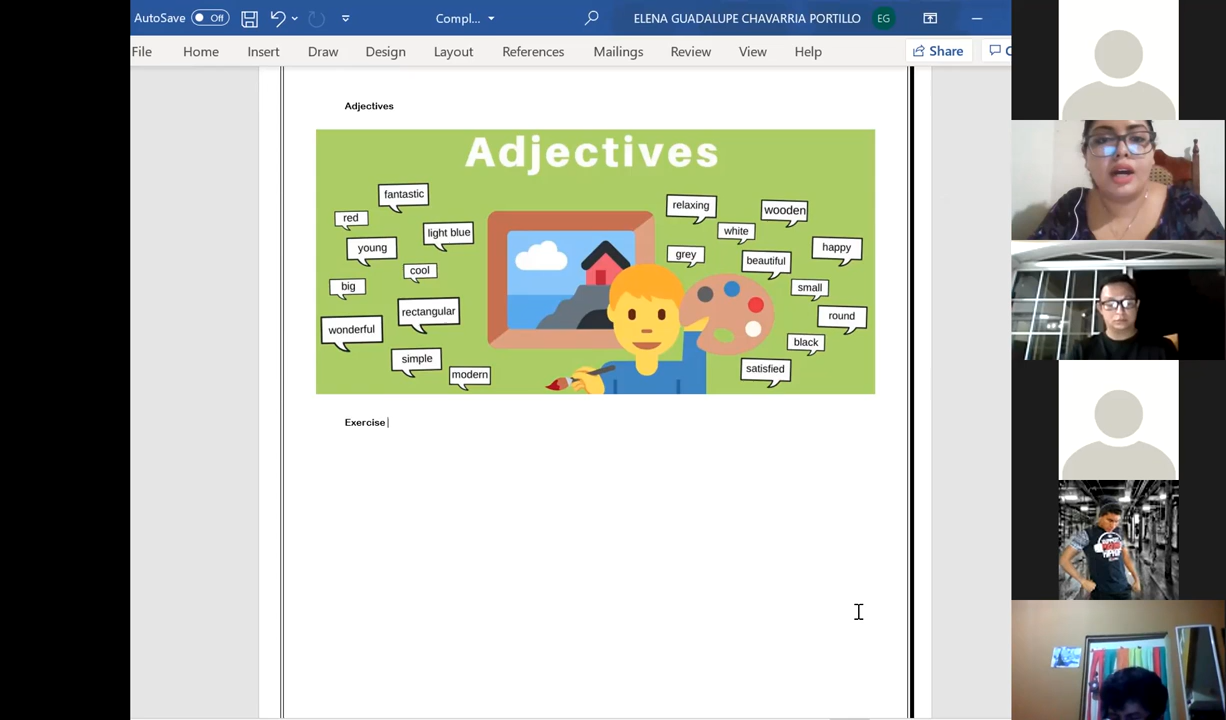 AutoSave Off Compl... ELENA GUADALUPE CHAVARRIA PORTILLO EG
File Home Insert Draw Design Layout References Mailings Review View Help Share
Adjectives
Adjectives
fantastic
red
light blue
young
cool
big
rectangular
wonderful
simple
modern
relaxing
wooden
white
happy
grey
beautiful
small
round
black
satisfied
Exercise